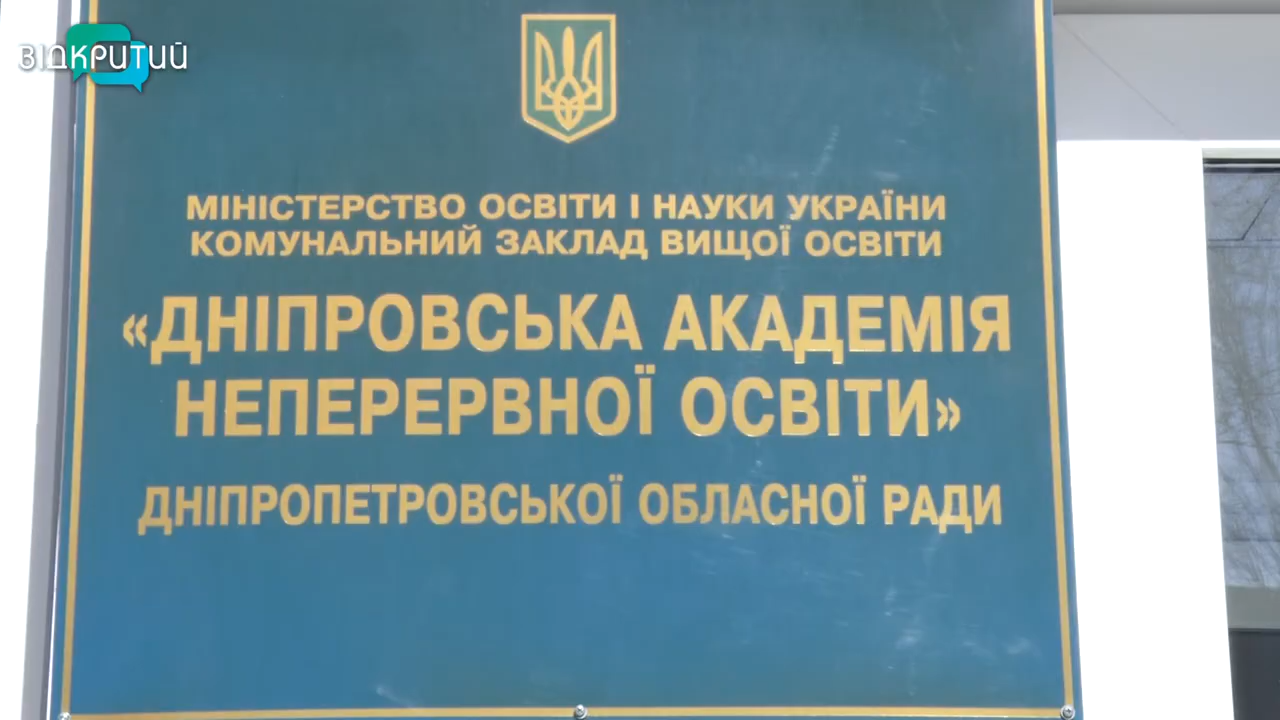 ВІДКРИТИЙ
МІНІСТЕРСТВО ОСВІТИ І НАУКИ УКРАЇНИ
КОМУНАЛЬНИЙ ЗАКЛАД ВИЩОЇ ОСВІТИ
«ДНІПРОВСЬКА АКАДЕМІЯ
НЕПЕРЕРВНОЇ ОСВІТИ»
ДНІПРОПЕТРОВСЬКОЇ ОБЛАСНОЇ РАДИ